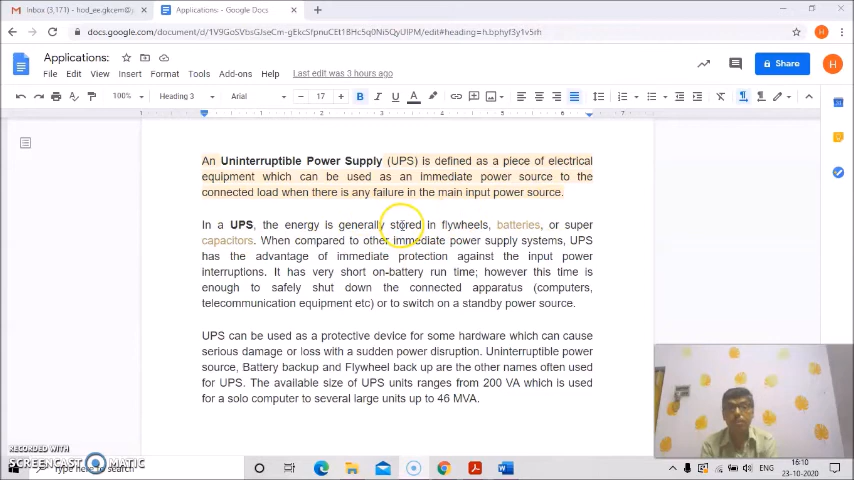 Inbox (3,171) - hod_ee.gkcem@g
Applications: - Google Docs
docs.google.com/document/d/
Applications:
File Edit View Insert Format Tools Add-ons Help Last edit was 3 hours ago
Lock Share
H
100% Heading 3 Arial 17 B I U A
An Uninterruptible Power Supply (UPS) is defined as a piece of electrical
equipment which can be used as an immediate power source to the
connected load when there is any failure in the main input power source.
In a UPS, the energy is generally stored in flywheels, batteries, or super
capacitors. When compared to other immediate power supply systems, UPS
has the advantage of immediate protection against the input power
interruptions. It has very short on-battery run time; however this time is
enough to safely shut down the connected apparatus (computers,
telecommunication equipment etc) or to switch on a standby power source.
UPS can be used as a protective device for some hardware which can cause
serious damage or loss with a sudden power disruption. Uninterruptible power
source, Battery backup and Flywheel back up are the other names often used
for UPS. The available size of UPS units ranges from 200 VA which is used
for a solo computer to several large units up to 46 MVA.
RECORDED WITH
SCREENCAST MATIC
Type here to search
ENG
16:10
23-10-2020